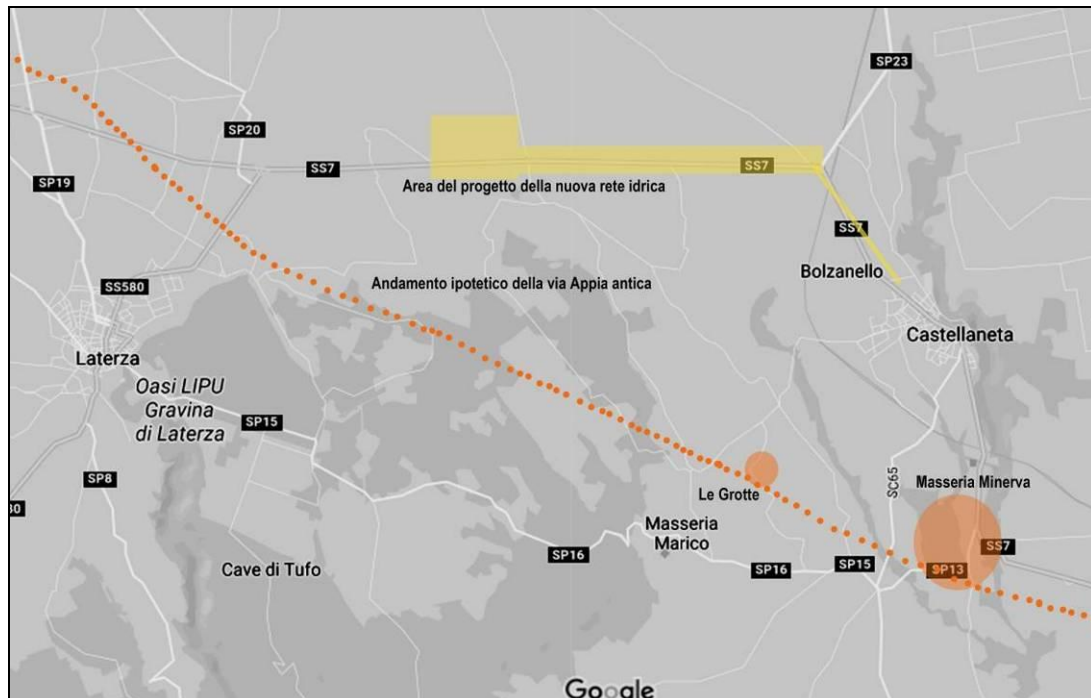 SP23
SP20
SS7
SS7
SP19
Area del progetto della nuova rete idrica
SS7
Bolzanello
Andamento ipotetico della via Appia antica
SS580
Castellaneta
Laterza
Oasi LIPU
Gravina
di Laterza
SP15
SP8
SC65
Masseria Minerva
Le Grotte
30
Masseria
Marico
SS7
Cave di Tufo
SP16
SP16
SP15
SP13
Google